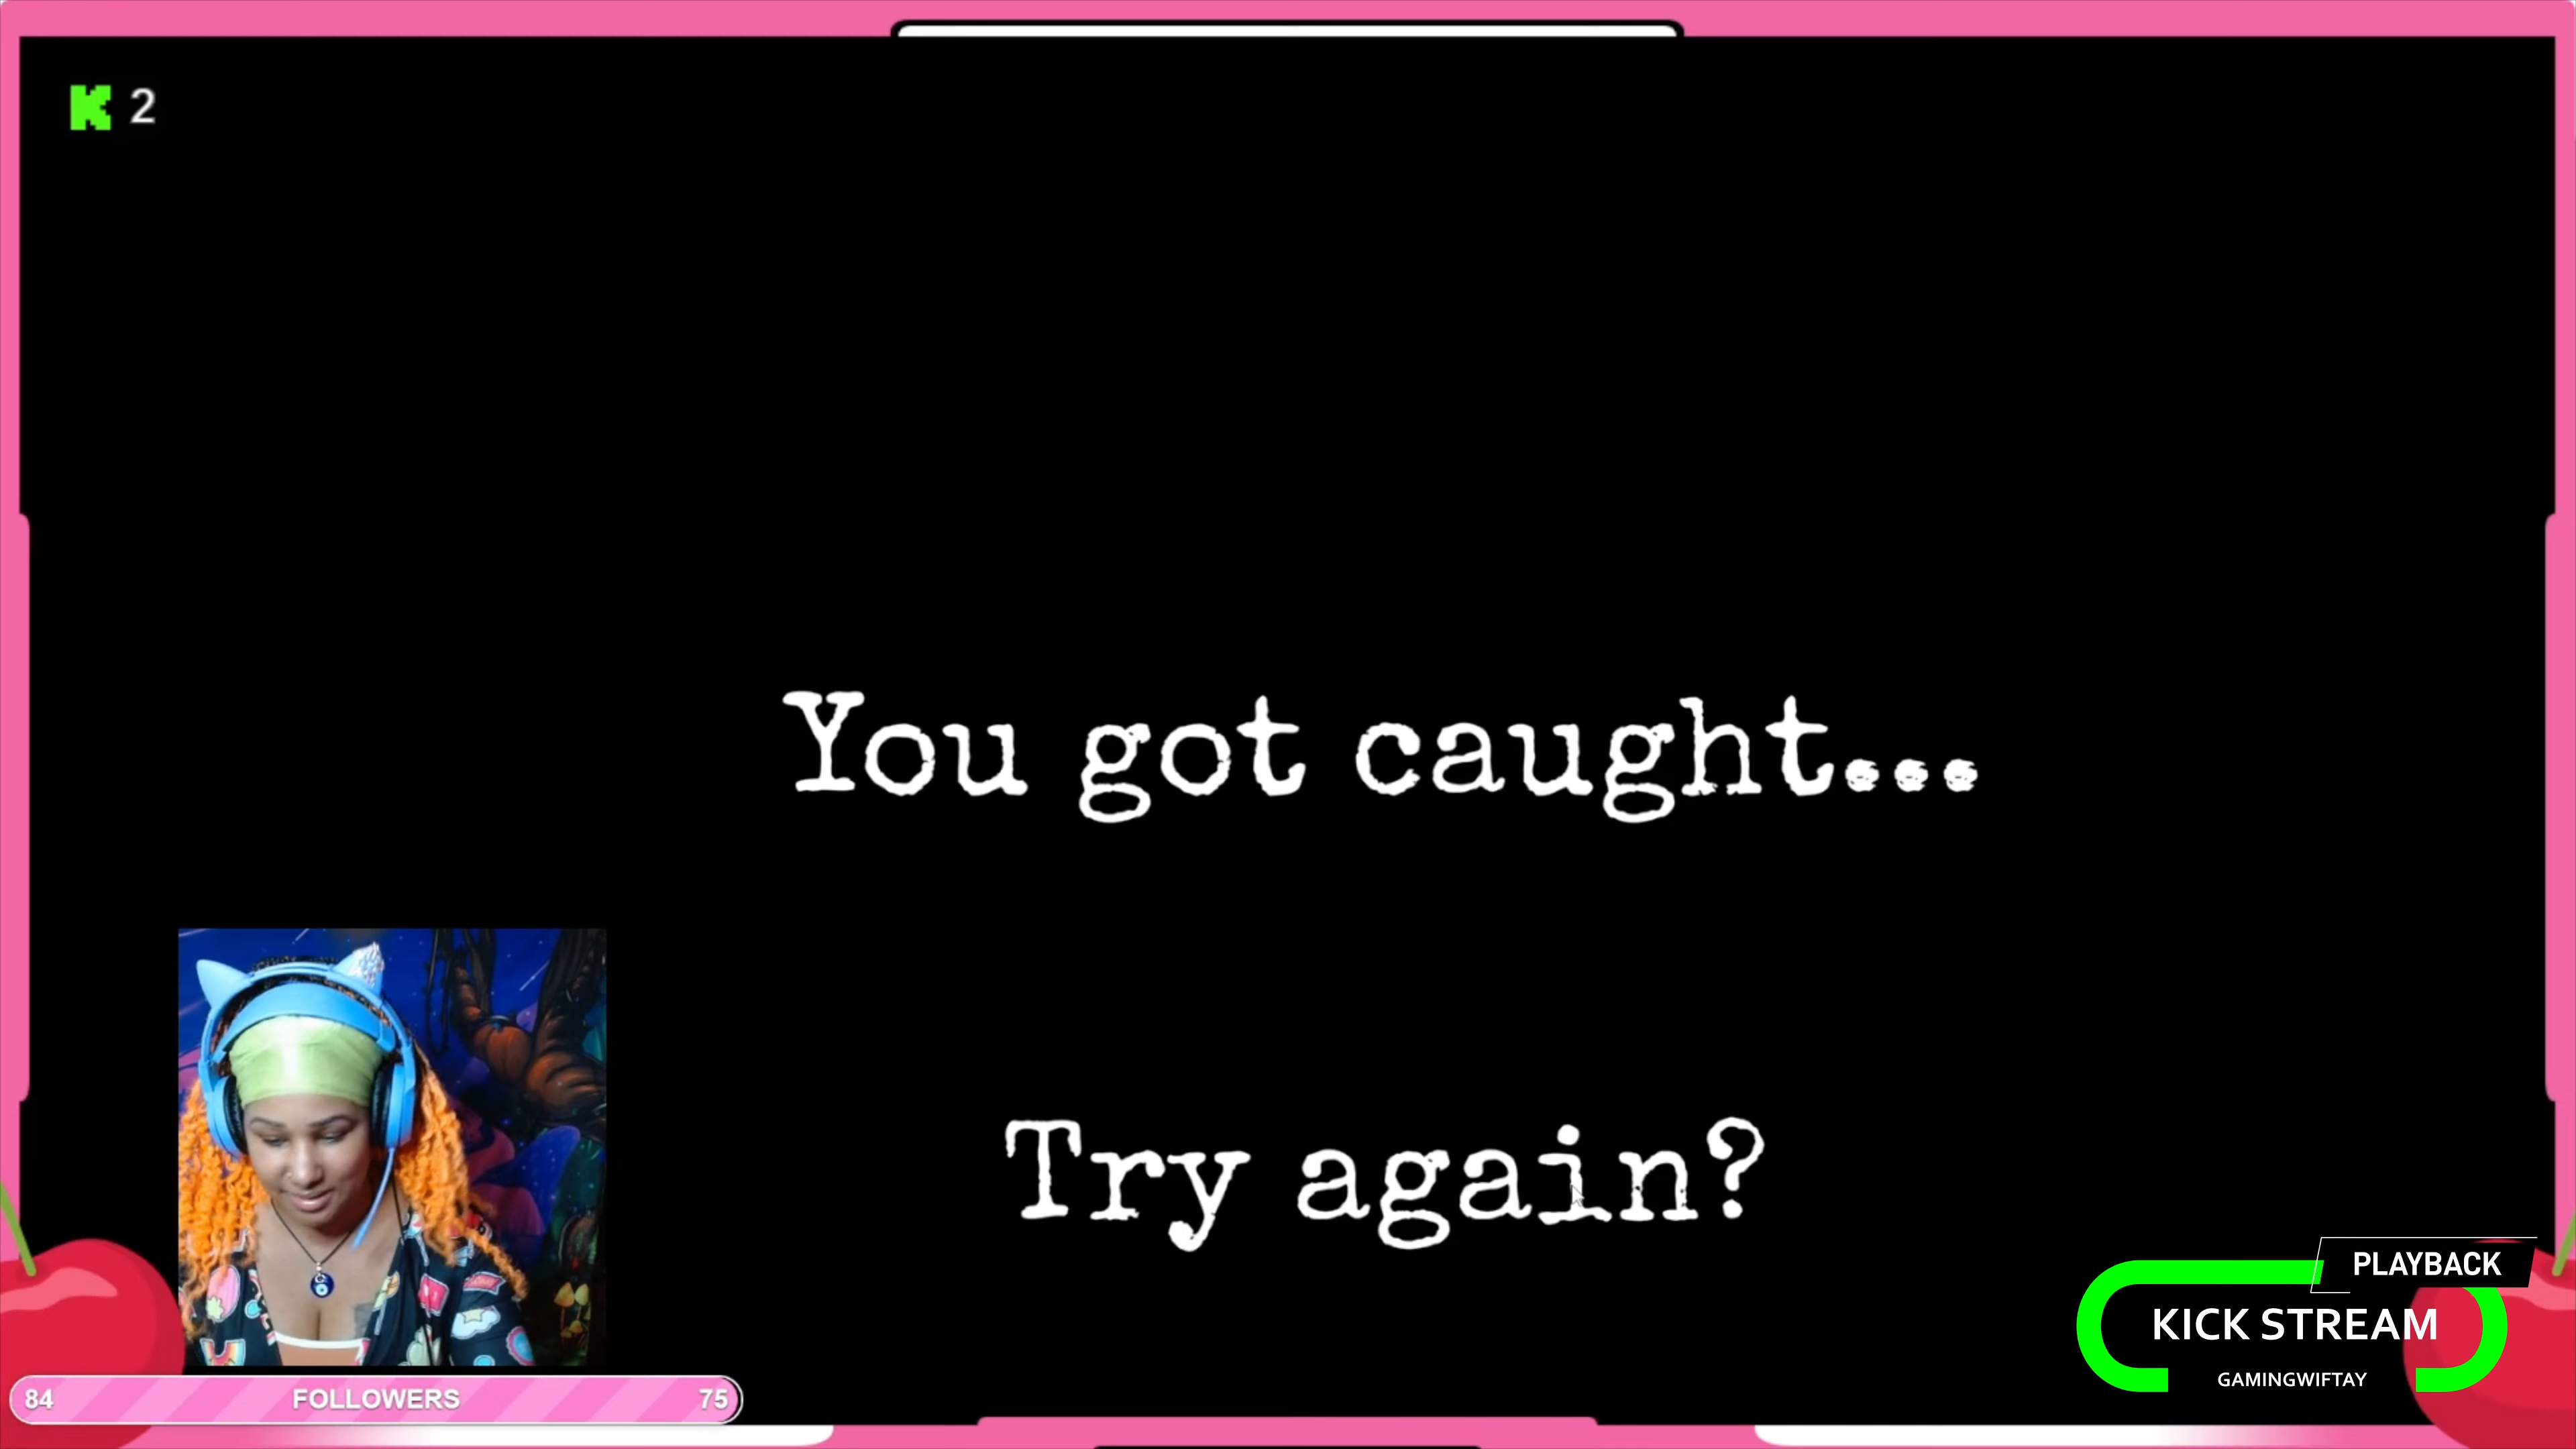 K 2
You got caught...
Try again?
PLAYBACK
KICK STREAM
GAMINGWIFTAY
84 FOLLOWERS 75